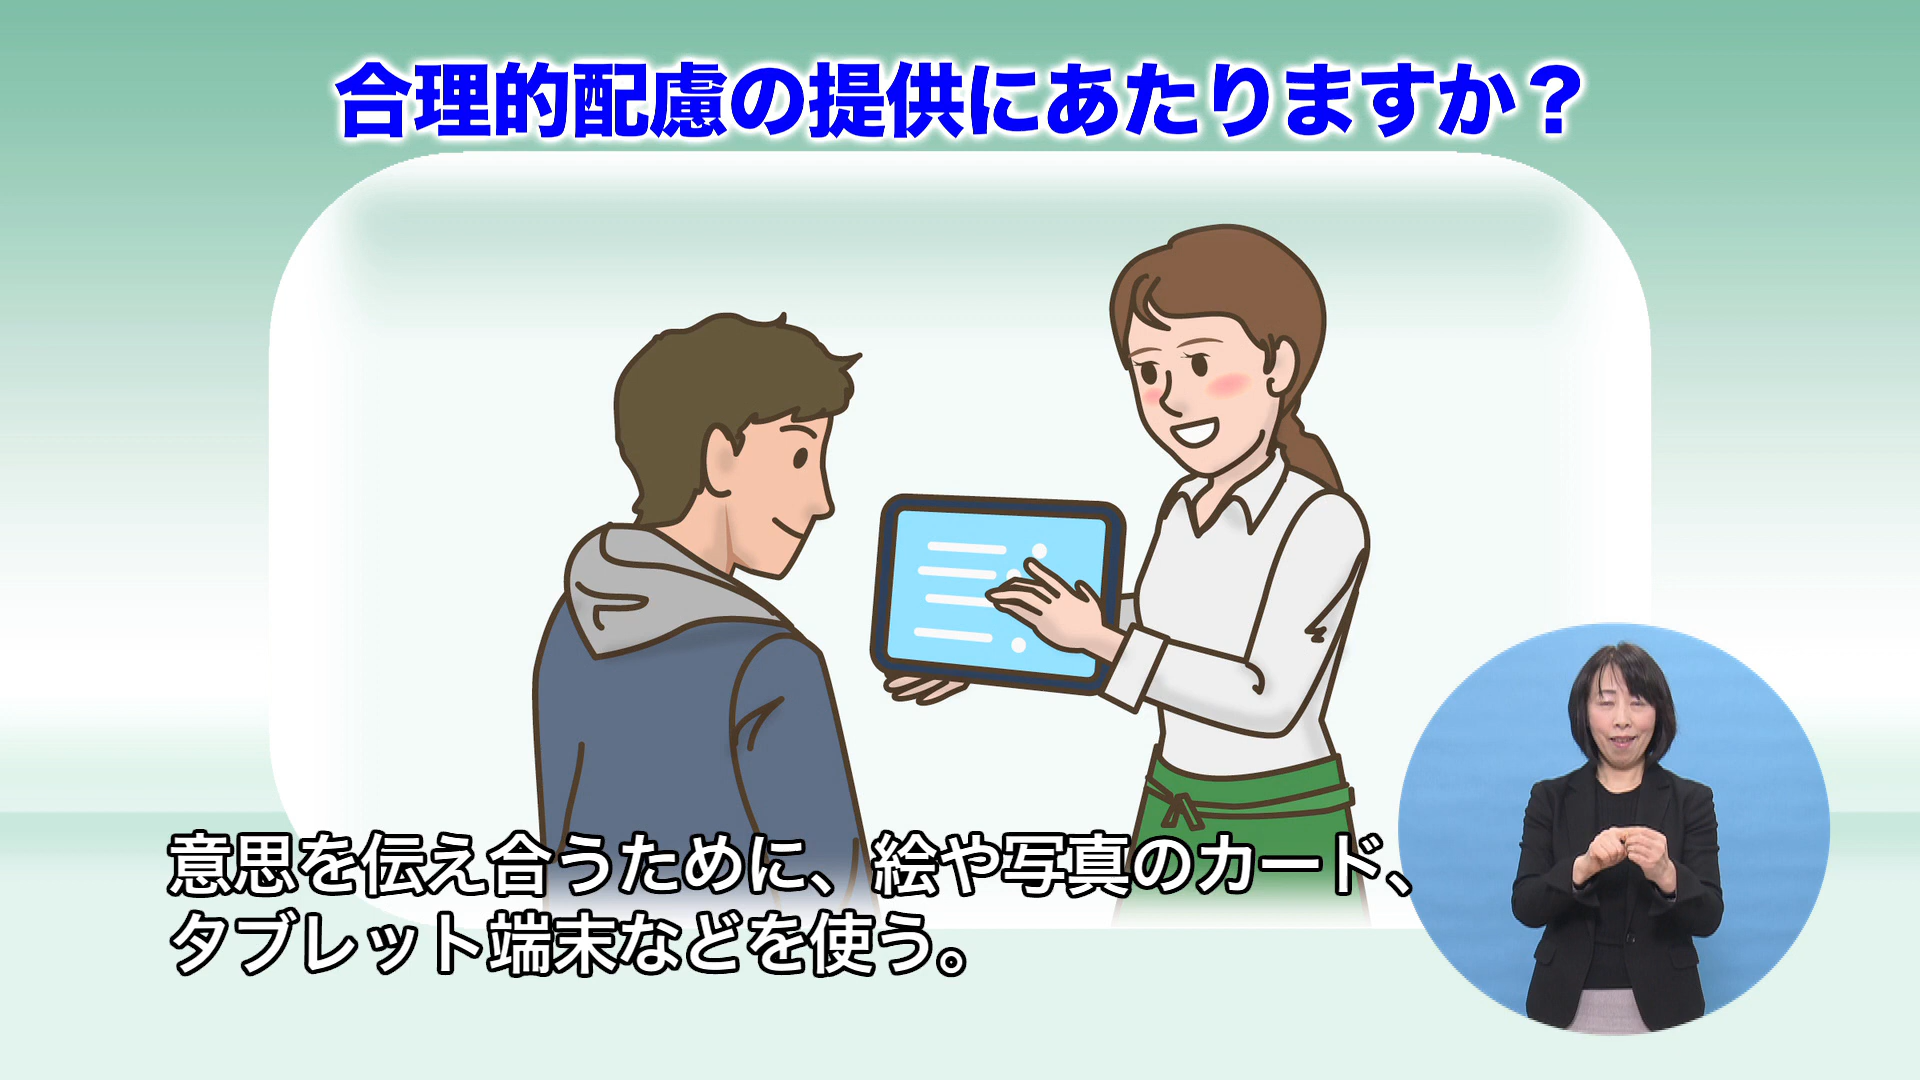 合理的配慮の提供にあたりますか？
意思を伝え合うために、絵や写真のカード、
タブレット端末などを使う。